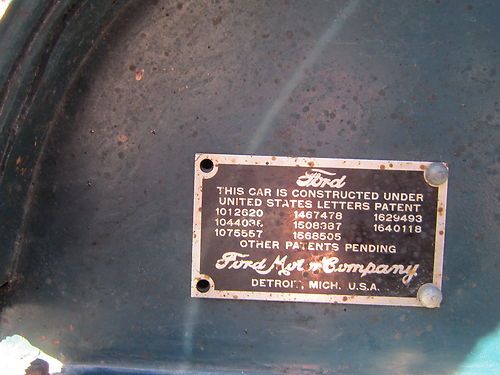 Ford
THIS CAR IS CONSTRUCTED UNDER
UNITED STATES LETTERS PATENT
1012620 1467478 1629493
1044038 1508387 1640118
1075557 1568505
OTHER PATENTS PENDING
Ford Motor Company
DETROIT, MICH. U.S.A.